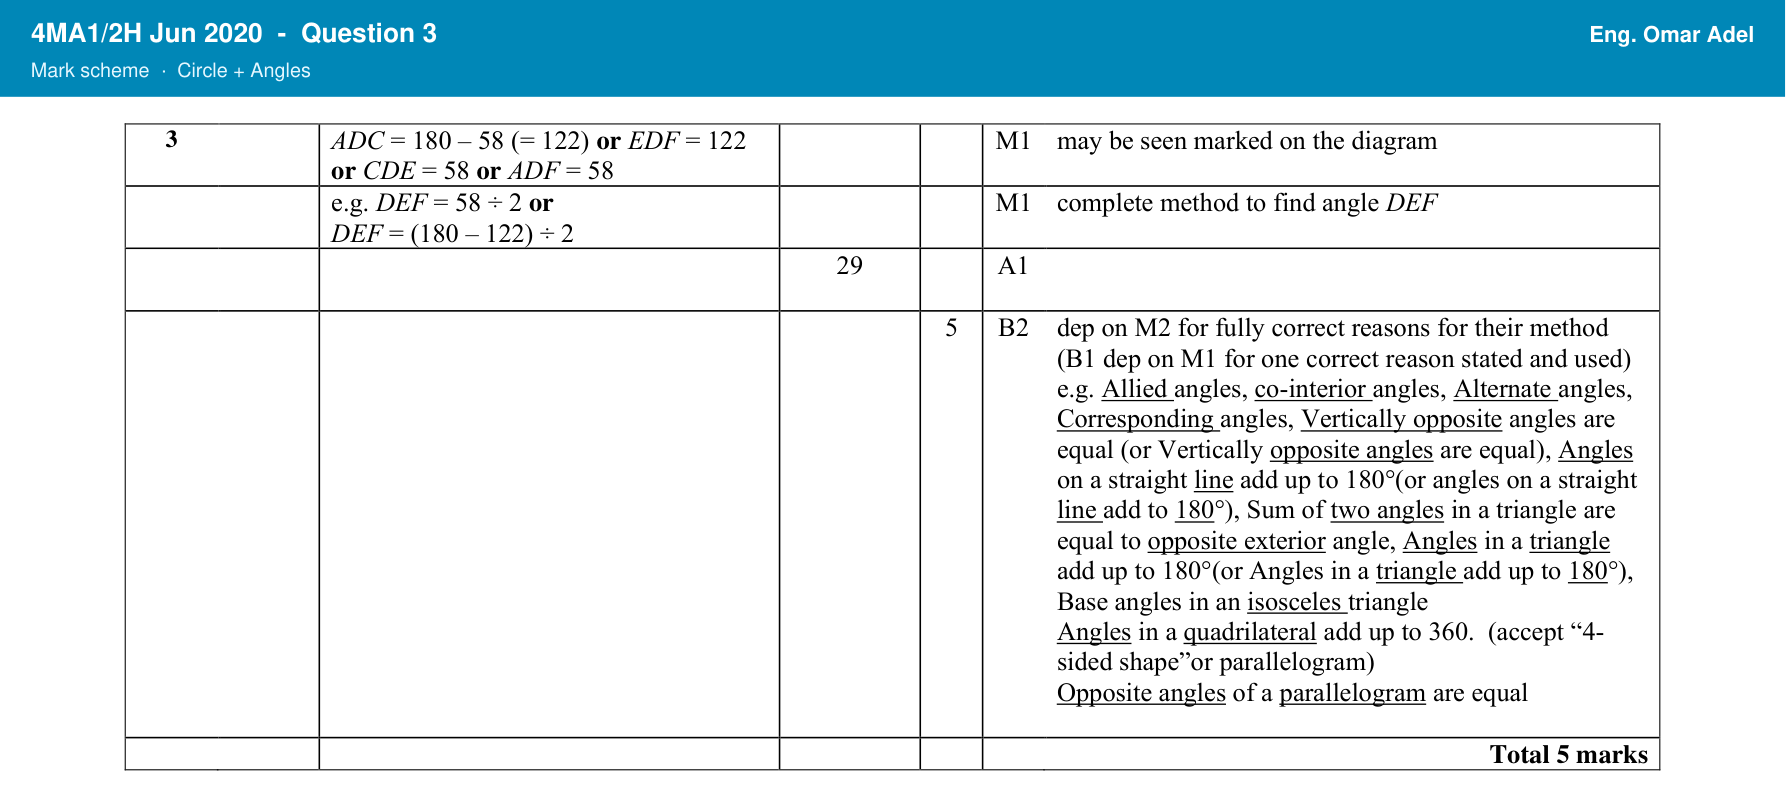 4MA1/2H Jun 2020 - Question 3
Eng. Omar Adel
Mark scheme · Circle + Angles
3
ADC = 180 – 58 (= 122) or EDF = 122
or CDE = 58 or ADF = 58
M1 may be seen marked on the diagram
e.g. DEF = 58 ÷ 2 or
DEF = (180 – 122) ÷ 2
M1 complete method to find angle DEF
29
A1
5
B2 dep on M2 for fully correct reasons for their method
(B1 dep on M1 for one correct reason stated and used)
e.g. Allied angles, co-interior angles, Alternate angles,
Corresponding angles, Vertically opposite angles are
equal (or Vertically opposite angles are equal), Angles
on a straight line add up to 180°(or angles on a straight
line add to 180°), Sum of two angles in a triangle are
equal to opposite exterior angle, Angles in a triangle
add up to 180°(or Angles in a triangle add up to 180°),
Base angles in an isosceles triangle
Angles in a quadrilateral add up to 360. (accept “4-
sided shape”or parallelogram)
Opposite angles of a parallelogram are equal
Total 5 marks